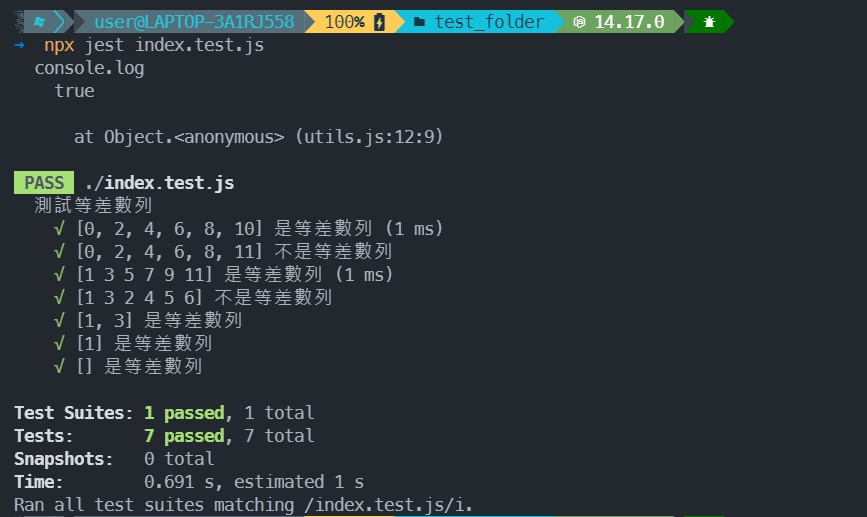 user@LAPTOP-3A1RJ558 100% test_folder 14.17.0
→ npx jest index.test.js
console.log
true
at Object.<anonymous> (utils.js:12:9)
PASS ./index.test.js
測試等差數列
√ [0, 2, 4, 6, 8, 10] 是等差數列 (1 ms)
√ [0, 2, 4, 6, 8, 11] 不是等差數列
√ [1 3 5 7 9 11] 是等差數列 (1 ms)
√ [1 3 2 4 5 6] 不是等差數列
√ [1, 3] 是等差數列
√ [1] 是等差數列
√ [] 是等差數列
Test Suites: 1 passed, 1 total
Tests: 7 passed, 7 total
Snapshots: 0 total
Time: 0.691 s, estimated 1 s
Ran all test suites matching /index.test.js/i.